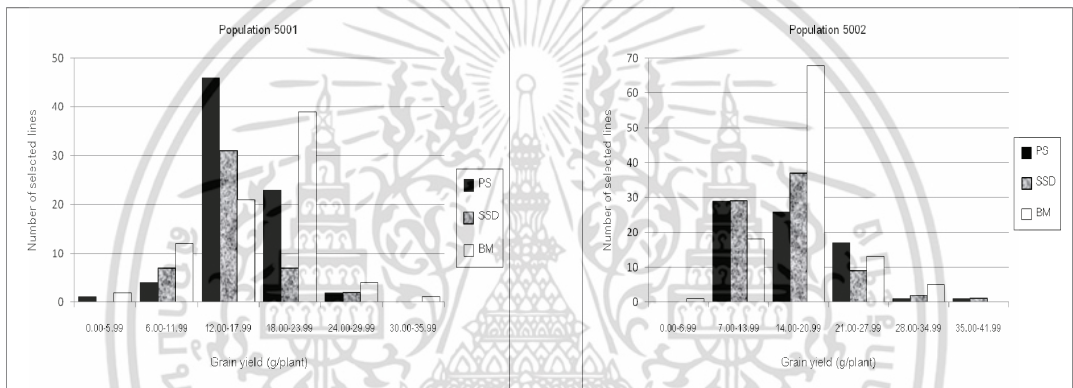 Population 5001
50
40
30
20
10
0
Number of selected lines
0.00-5.99 6.00-11.99 12.00-17.99 18.00-23.99 24.00-29.99 30.00-35.99
Grain yield (g/plant)
PS
SSD
BM
Population 5002
70
60
50
40
30
20
10
0
Number of selected lines
0.00-6.99 7.00-13.99 14.00-20.99 21.00-27.99 28.00-34.99 35.00-41.99
Grain yield (g/plant)
PS
SSD
BM